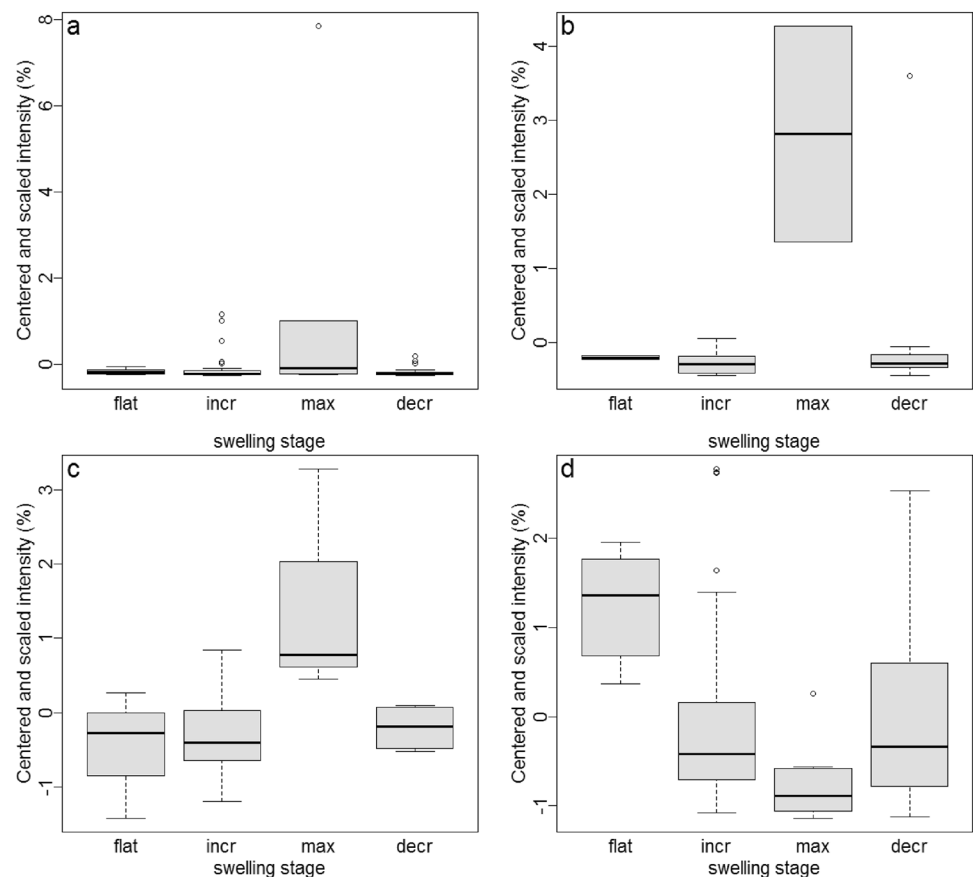 a
Centered and scaled intensity (%)
8
6
4
2
0
flat incr max decr
swelling stage
b
Centered and scaled intensity (%)
4
3
2
1
0
flat incr max decr
swelling stage
c
Centered and scaled intensity (%)
3
2
1
0
-1
flat incr max decr
swelling stage
d
Centered and scaled intensity (%)
2
1
0
-1
flat incr max decr
swelling stage